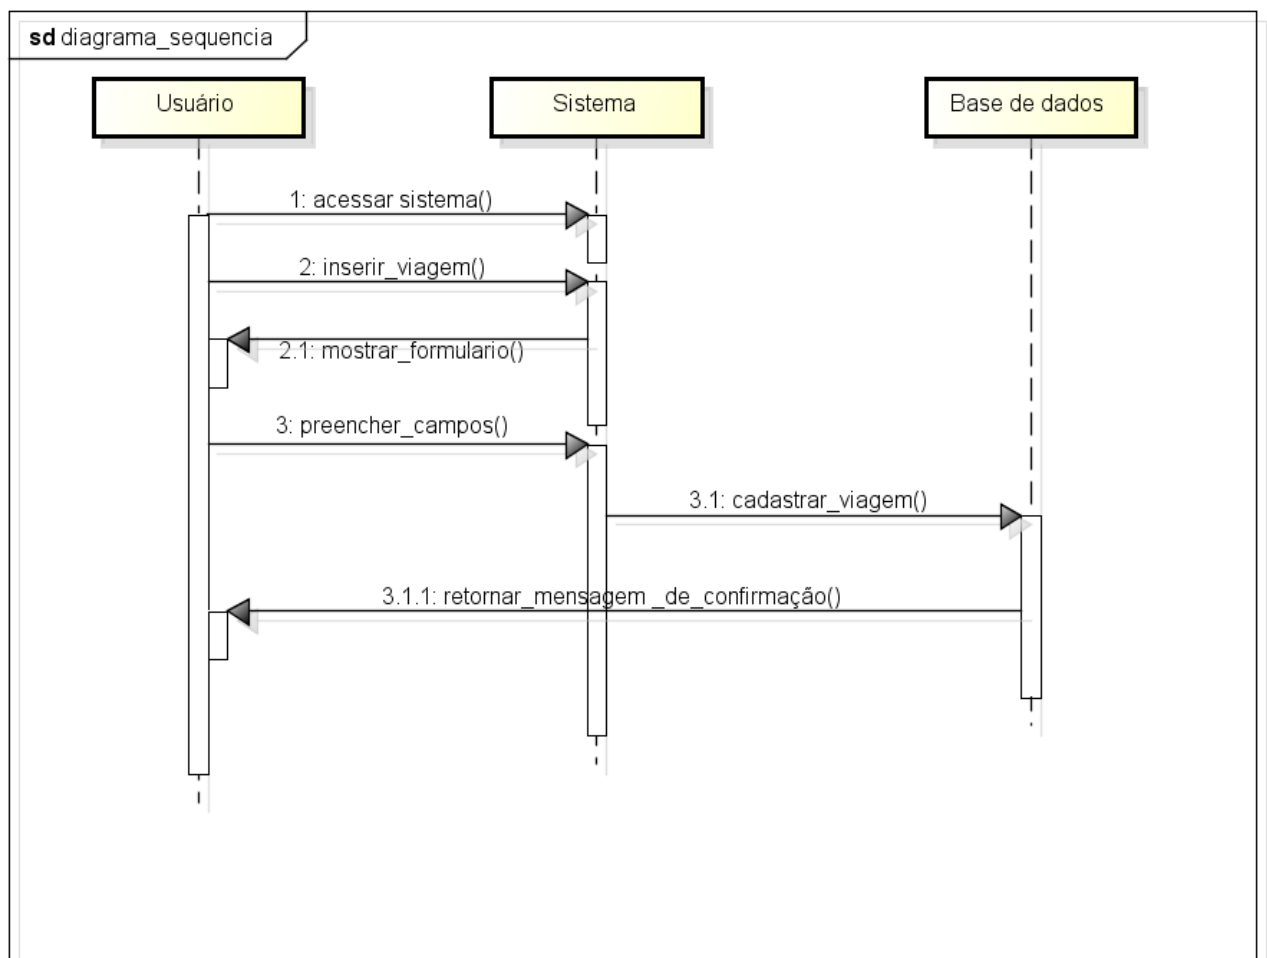 sd diagrama_sequencia
Usuário
Sistema
Base de dados
1: acessar sistema()
2: inserir_viagem()
2.1: mostrar_formulario()
3: preencher_campos()
3.1: cadastrar_viagem()
3.1.1: retornar_mensagem _de_confirmação()